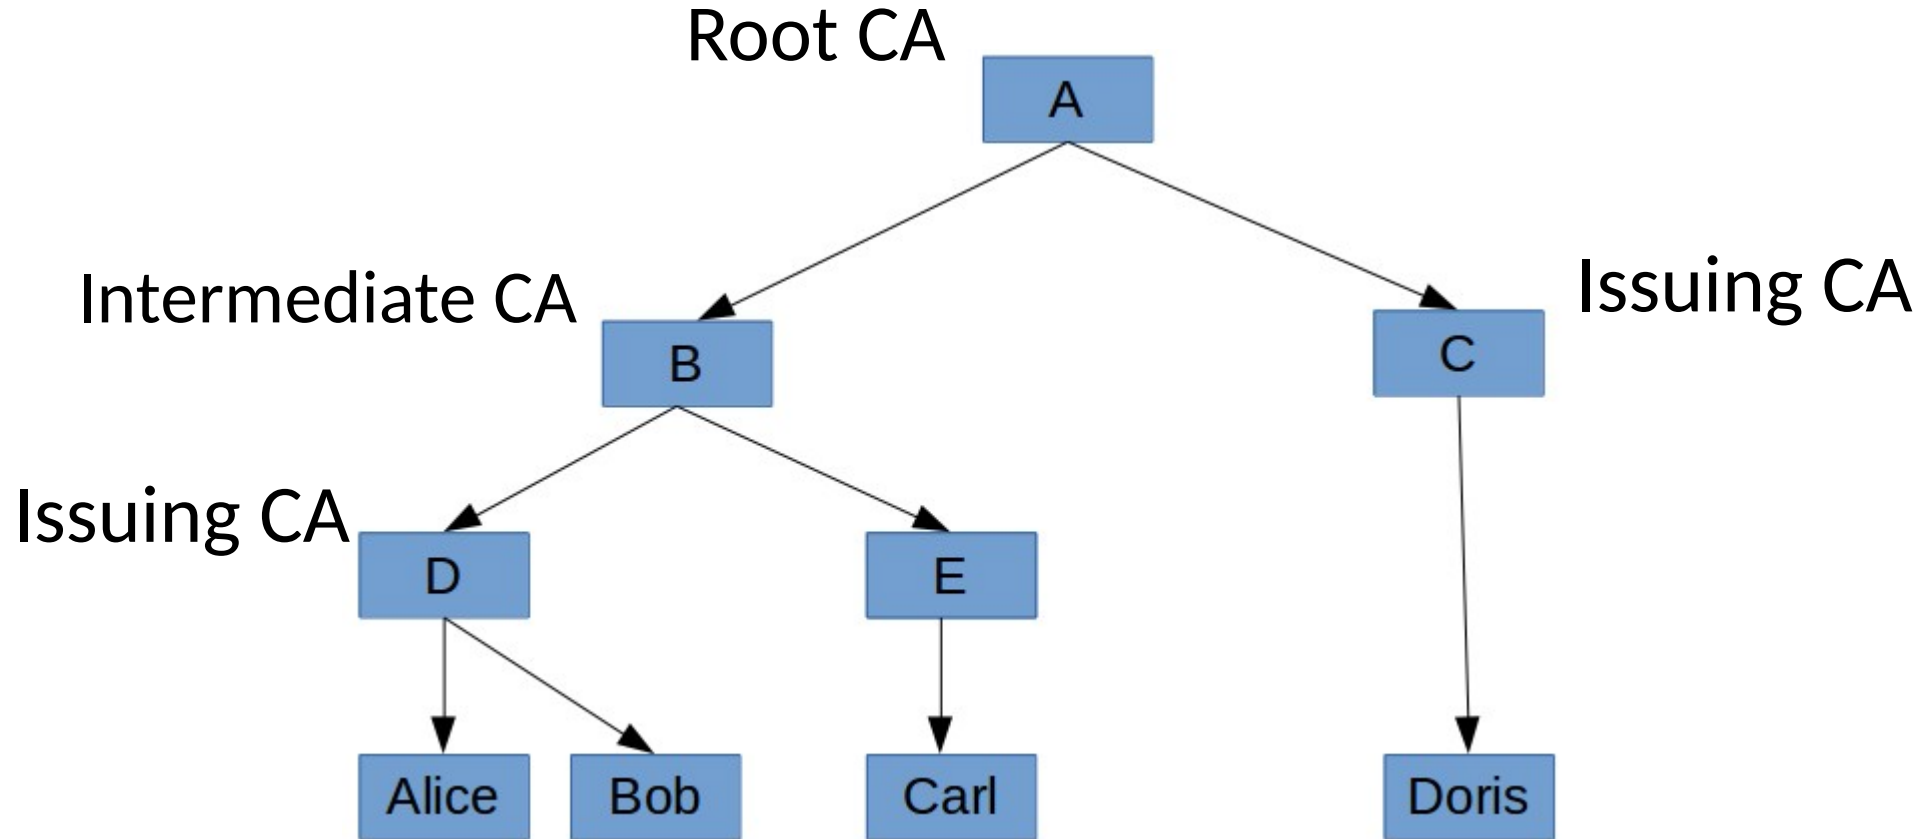 Root CA
A
Intermediate CA
Issuing CA
B
C
Issuing CA
D
E
Alice
Bob
Carl
Doris